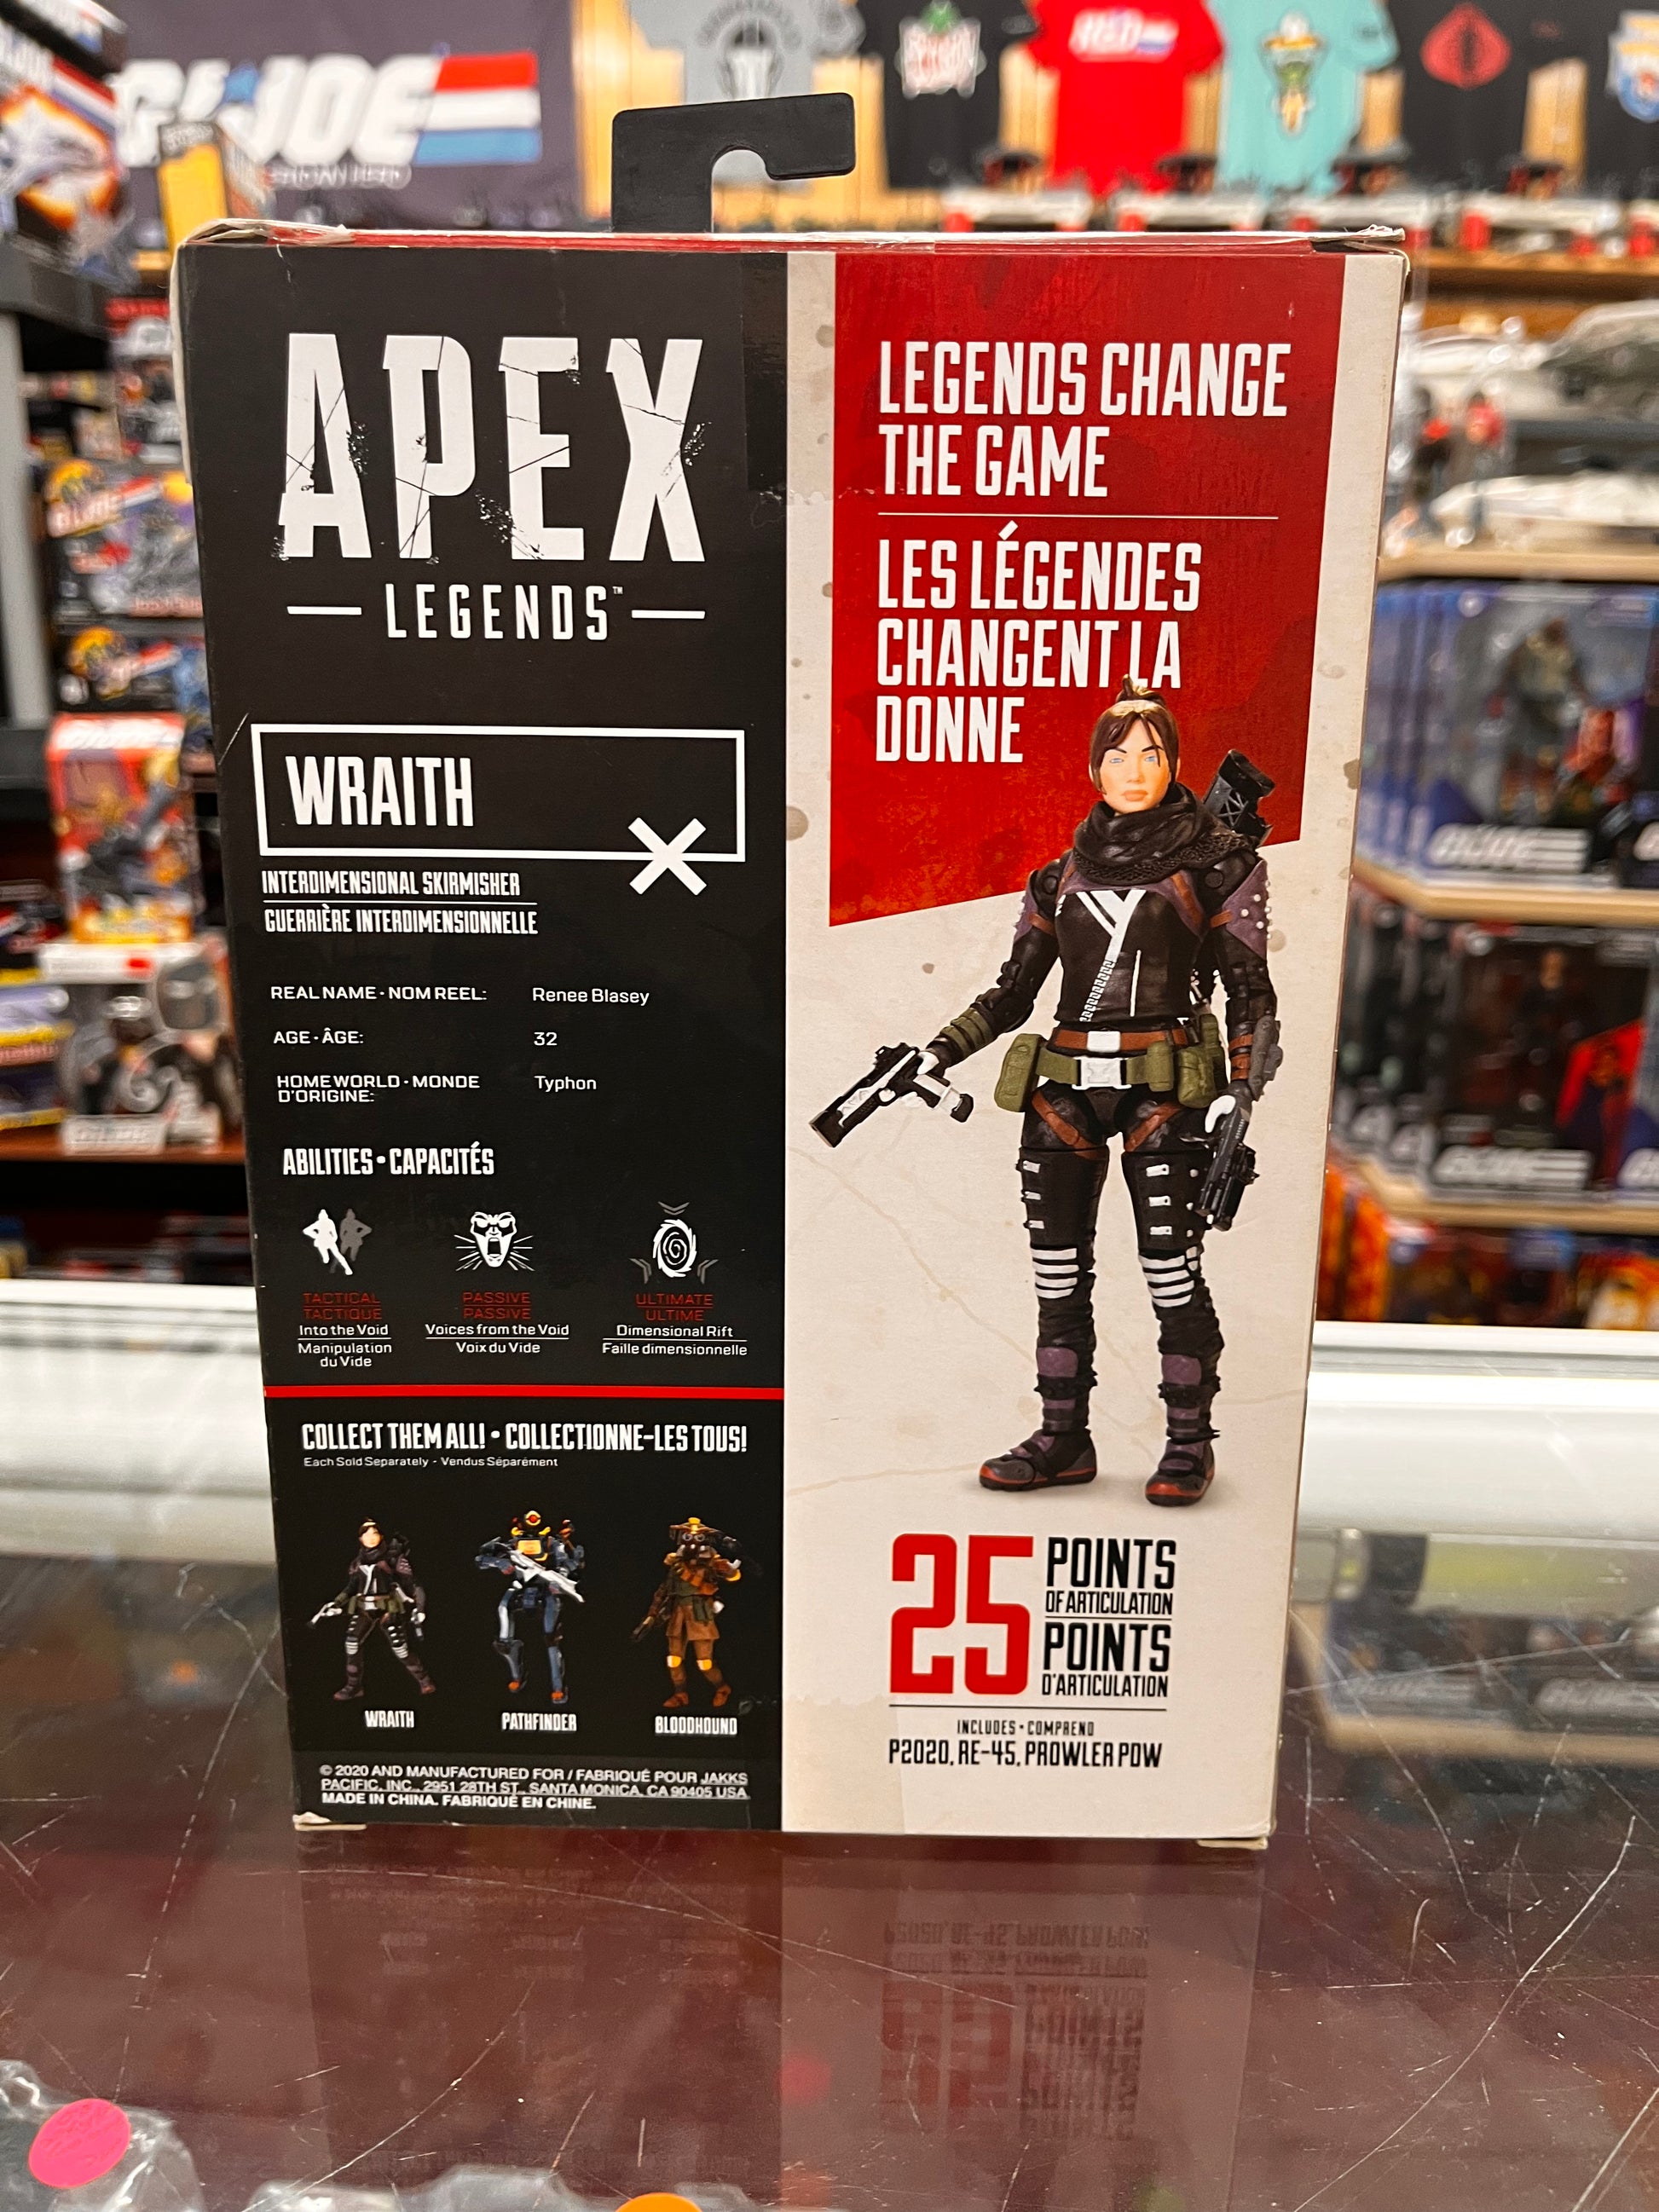 GI JOE
RED
APEX
LEGENDS™
WRAITH
INTERDIMENSIONAL SKIRMISHER
GUERRIÈRE INTERDIMENSIONNELLE
REAL NAME · NOM REEL: Renee Blasey
AGE · ÂGE: 32
HOMEWORLD · MONDE D'ORIGINE: Typhon
ABILITIES • CAPACITÉS
TACTICAL
TACTIQUE
Into the Void
Manipulation
du Vide
PASSIVE
PASSIVE
Voices from the Void
Voix du Vide
ULTIMATE
ULTIME
Dimensional Rift
Faille dimensionnelle
COLLECT THEM ALL! • COLLECTIONNE-LES TOUS!
Each Sold Separately - Vendus Séparément
WRAITH
PATHFINDER
BLOODHOUND
© 2020 AND MANUFACTURED FOR / FABRIQUÉ POUR JAKKS
PACIFIC, INC., 2951 28TH ST., SANTA MONICA, CA 90405 USA
MADE IN CHINA. FABRIQUÉ EN CHINE.
LEGENDS CHANGE
THE GAME
LES LÉGENDES
CHANGENT LA
DONNE
25 POINTS
OF ARTICULATION
POINTS
D'ARTICULATION
INCLUDES • COMPREND
P2020, RE-45, PROWLER PDW